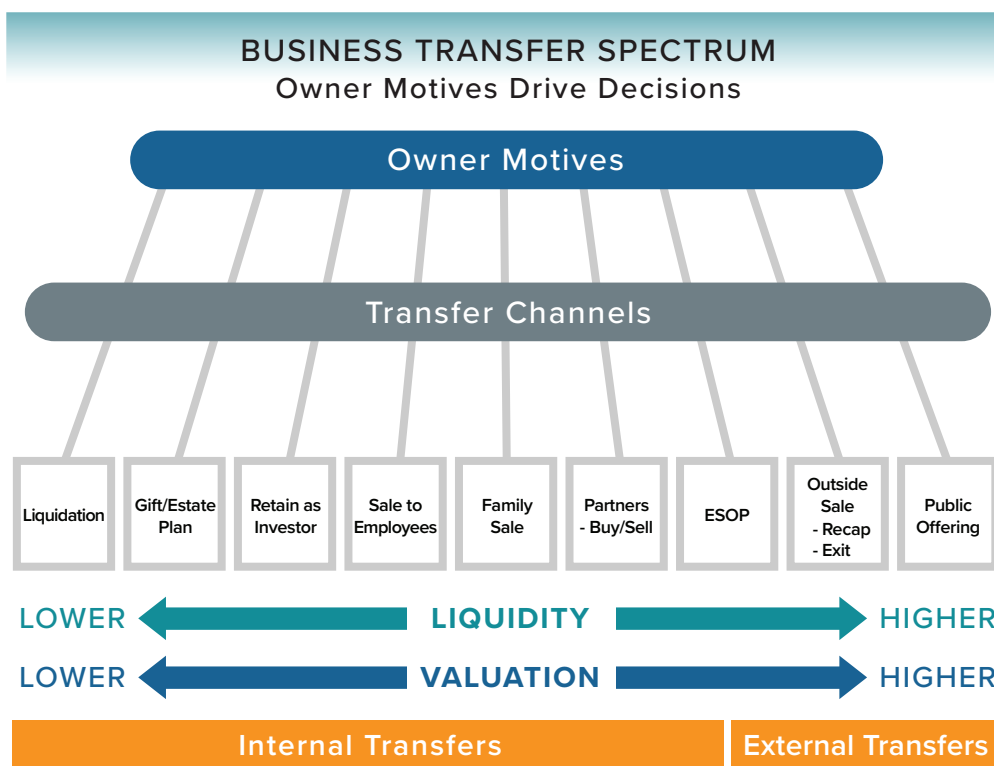 BUSINESS TRANSFER SPECTRUM
Owner Motives Drive Decisions
Owner Motives
Transfer Channels
Liquidation
Gift/Estate
Plan
Retain as
Investor
Sale to
Employees
Family
Sale
Partners
- Buy/Sell
ESOP
Outside
Sale
- Recap
- Exit
Public
Offering
LOWER LIQUIDITY HIGHER
LOWER VALUATION HIGHER
Internal Transfers External Transfers